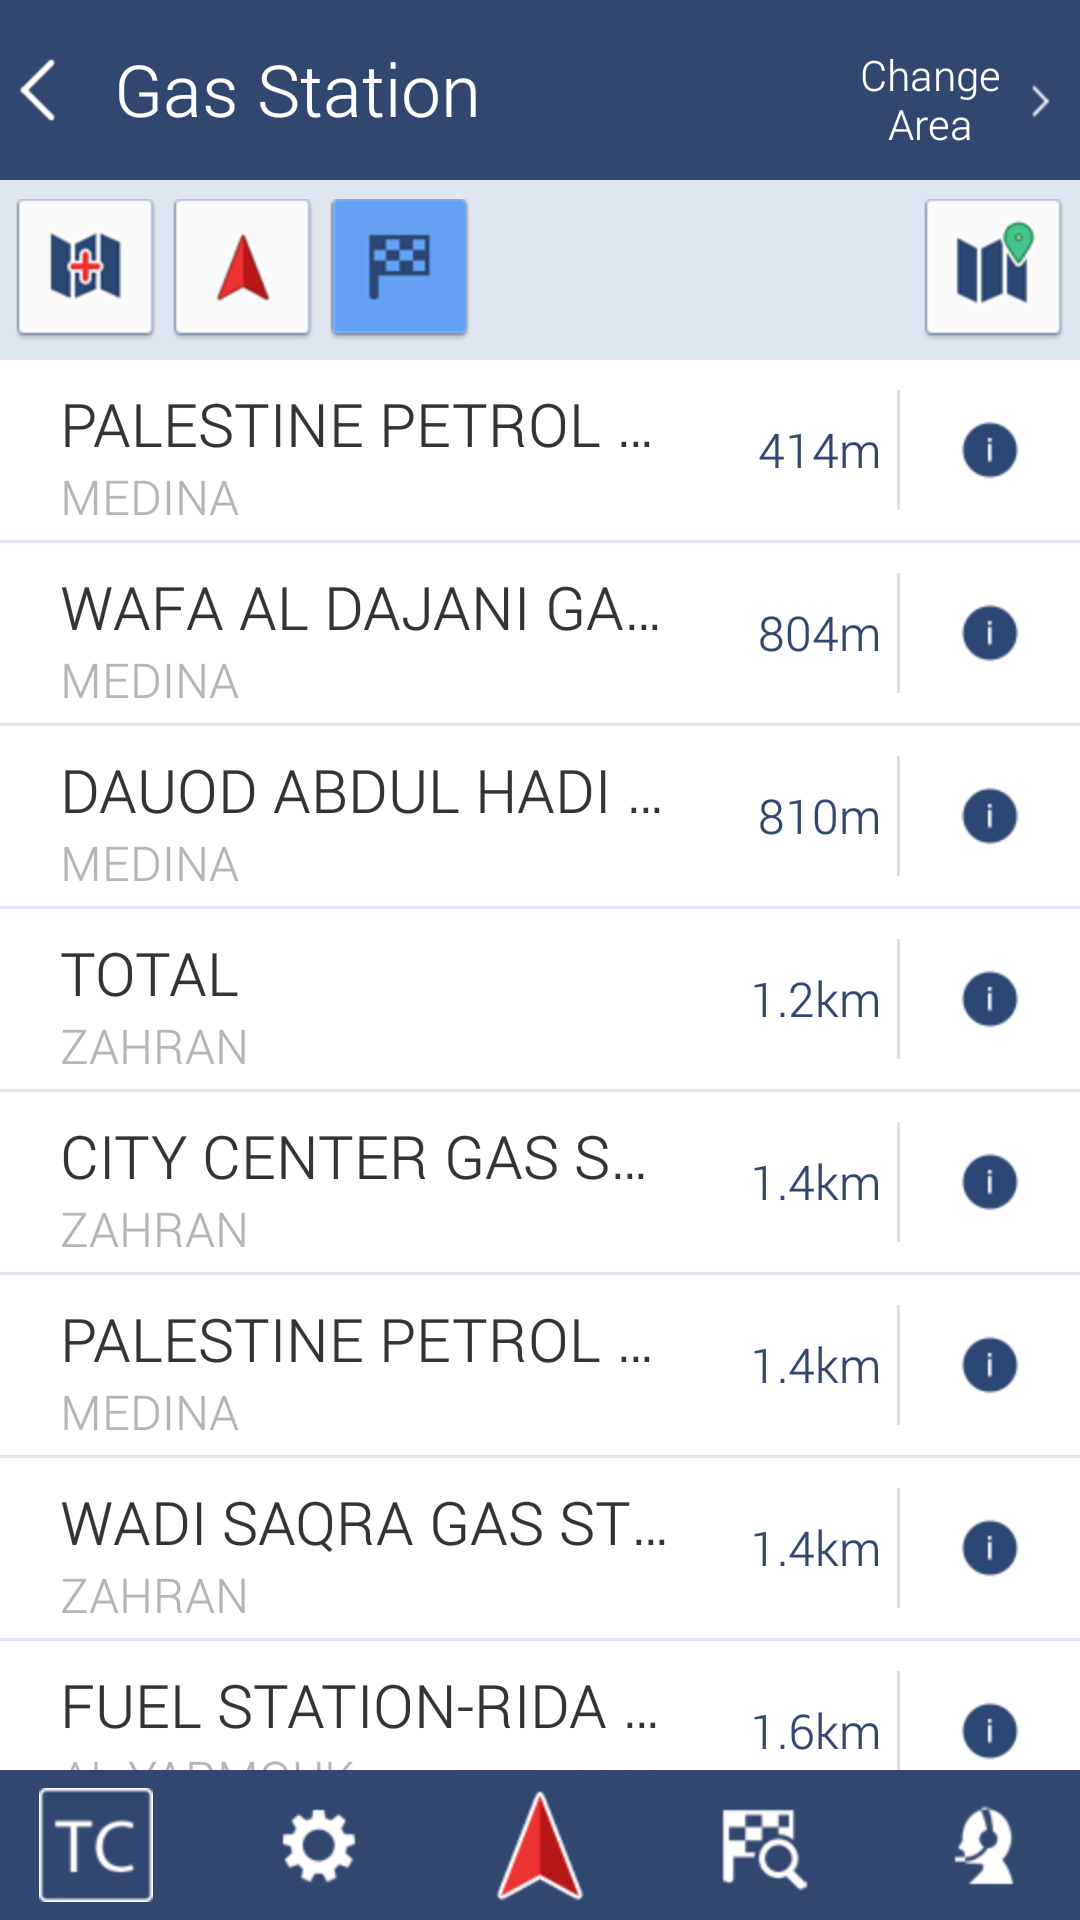 Gas Station
Change
Area
PALESTINE PETROL ...
MEDINA
414m
WAFA AL DAJANI GA...
MEDINA
804m
DAUOD ABDUL HADI ...
MEDINA
810m
TOTAL
ZAHRAN
1.2km
CITY CENTER GAS S...
ZAHRAN
1.4km
PALESTINE PETROL ...
MEDINA
1.4km
WADI SAQRA GAS ST...
ZAHRAN
1.4km
FUEL STATION-RIDA ...
AL YARMOUK
1.6km
TC